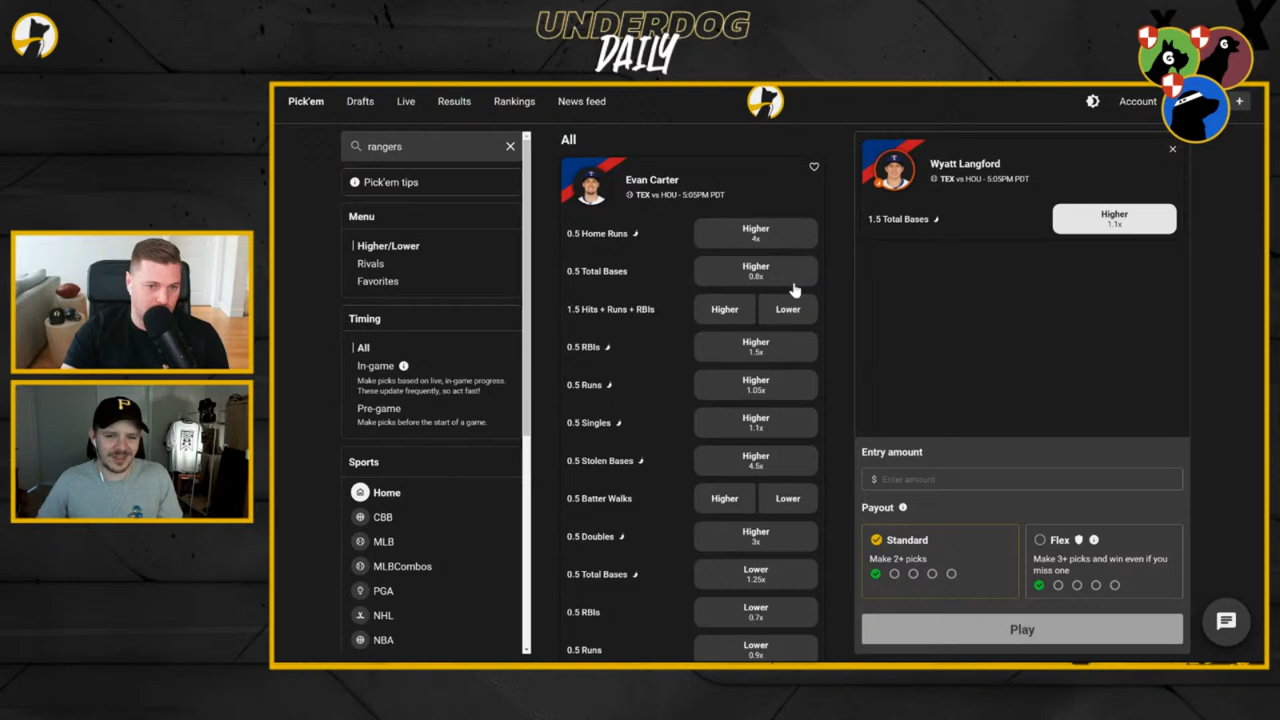 UNDERDOG
DAILY
Pick'em
Drafts
Live
Results
Rankings
News feed
Account
+
rangers
Pick'em tips
Menu
Higher/Lower
Rivals
Favorites
Timing
All
In-game
Make picks based on live, in-game progress.
These update frequently, so act fast!
Pre-game
Make picks before the start of a game.
Sports
Home
CBB
MLB
MLBCombos
PGA
NHL
NBA
All
Evan Carter
TEX vs HOU - 5:05PM PDT
0.5 Home Runs
Higher
4x
0.5 Total Bases
Higher
0.8x
1.5 Hits + Runs + RBIs
Higher
Lower
0.5 RBIs
Higher
1.5x
0.5 Runs
Higher
1.05x
0.5 Singles
Higher
1.1x
0.5 Stolen Bases
Higher
4.5x
0.5 Batter Walks
Higher
Lower
0.5 Doubles
Higher
3x
0.5 Total Bases
Lower
1.25x
0.5 RBIs
Lower
0.7x
0.5 Runs
Lower
0.9x
Wyatt Langford
TEX vs HOU - 5:05PM PDT
1.5 Total Bases
Higher
1.1x
Entry amount
$ Enter amount
Payout
Standard
Make 2+ picks
Flex
Make 3+ picks and win even if you
miss one
Play
G
G
P